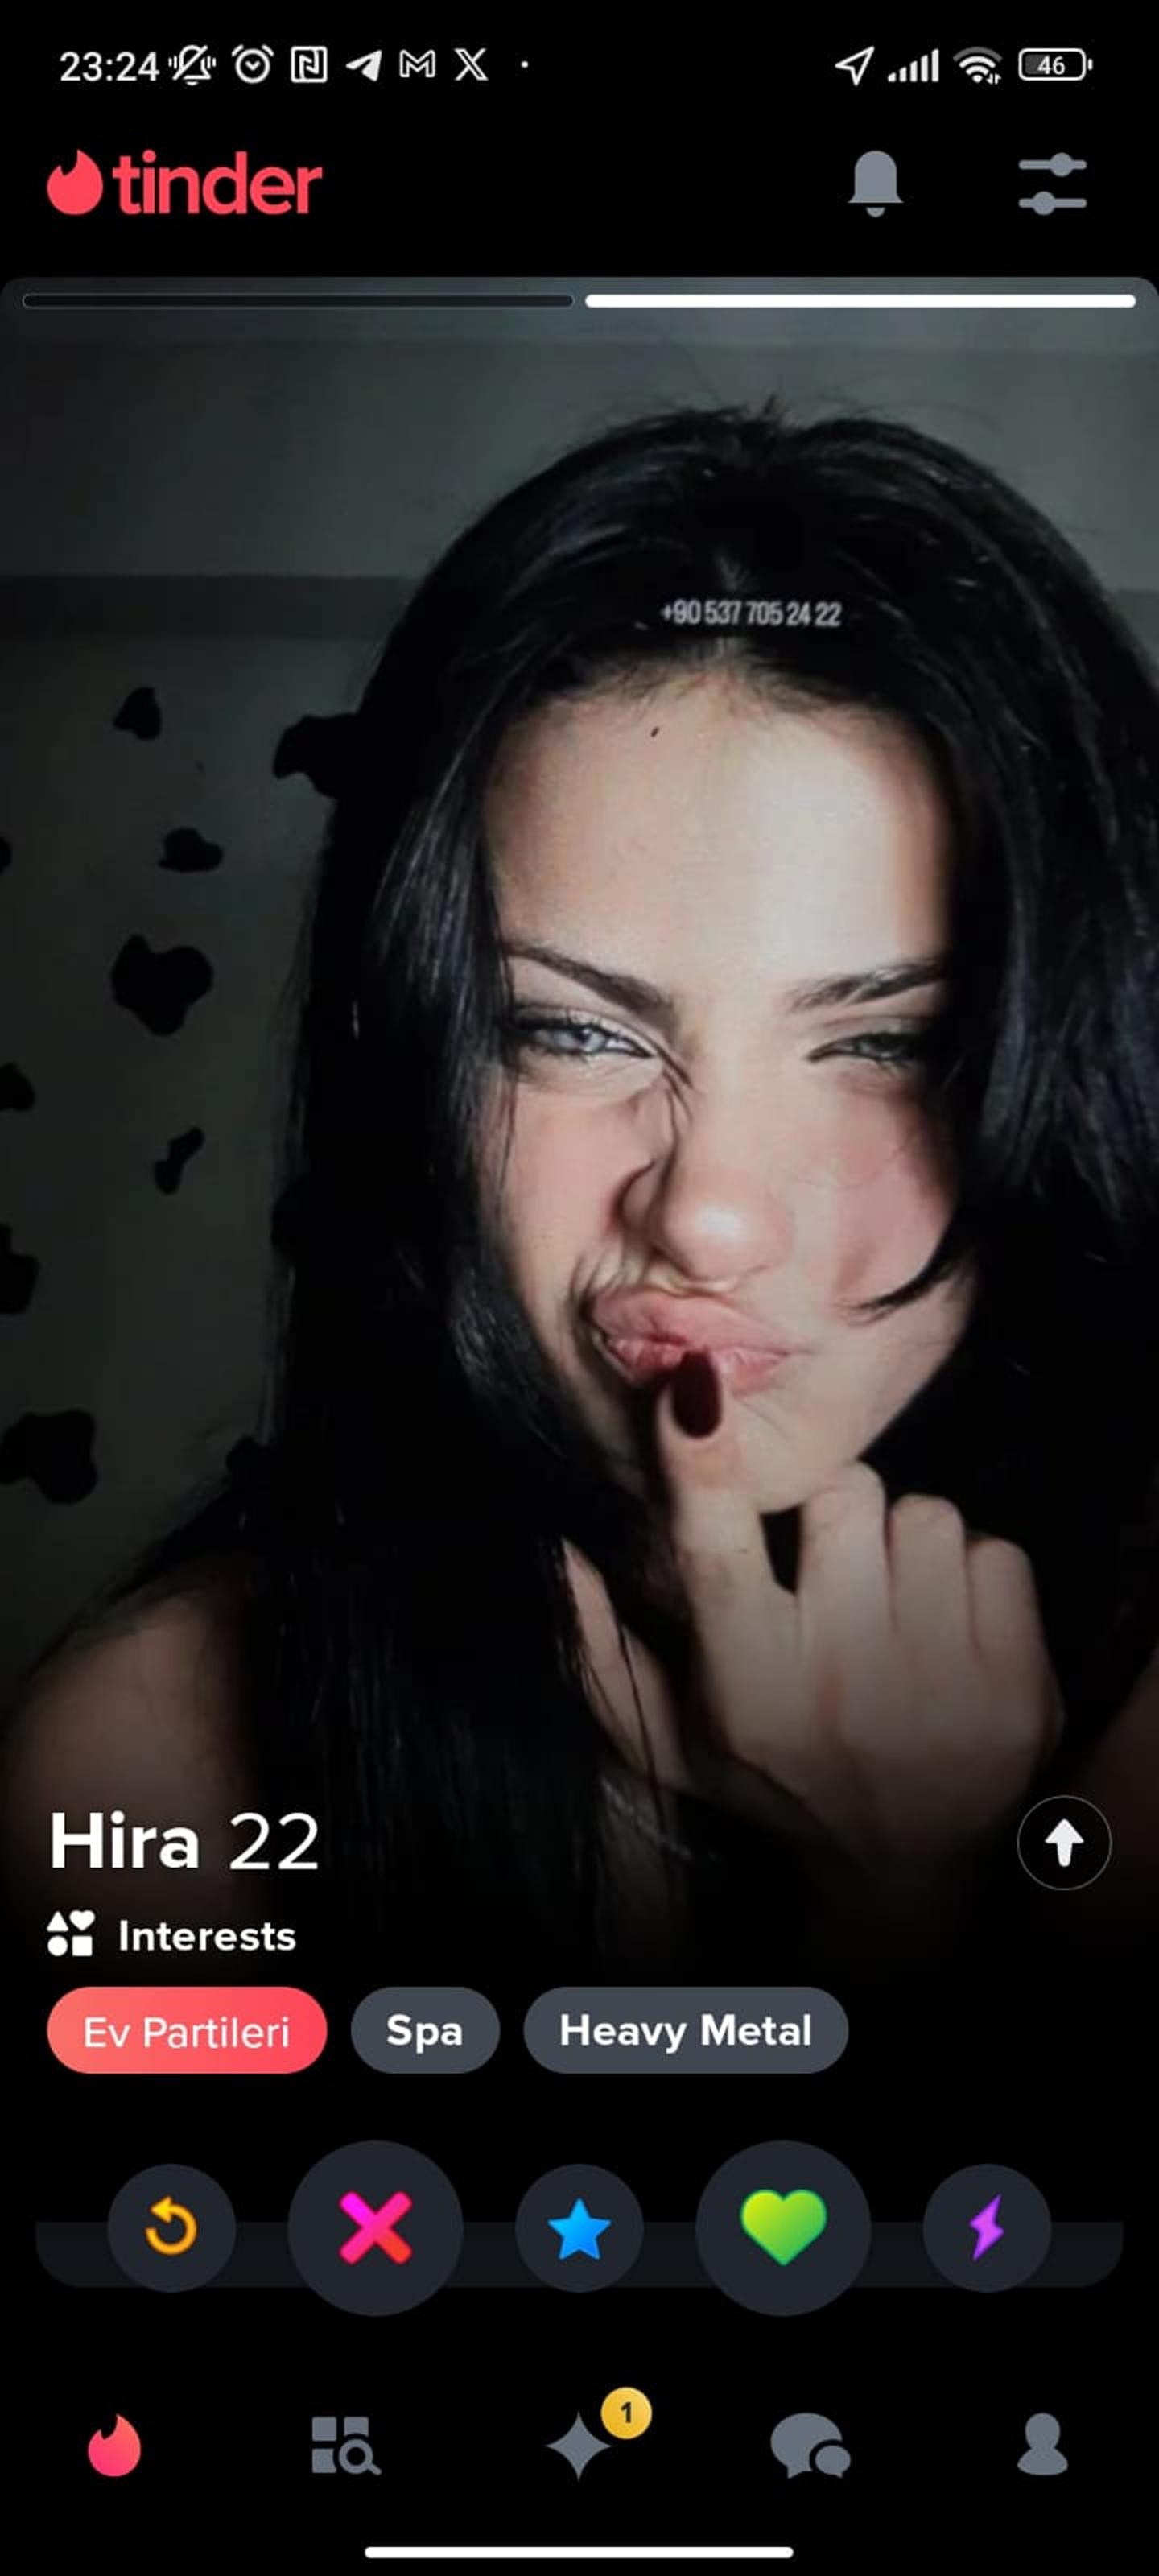 23:24
46
tinder
+90 537 705 24 22
Hira 22
Interests
Ev Partileri
Spa
Heavy Metal
1